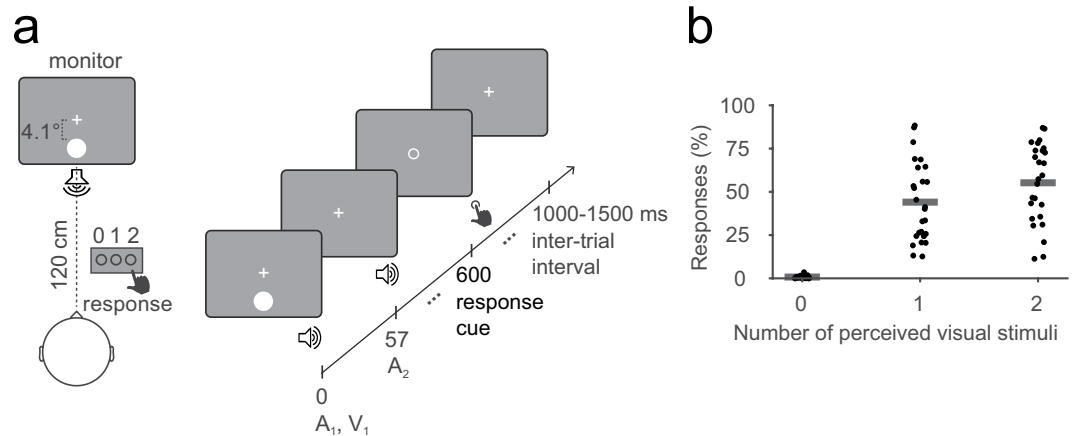 a
monitor
4.1°
120 cm
0 1 2
response
0
A₁, V₁
57
A₂
600
response
cue
1000-1500 ms
inter-trial
interval
b
Responses (%)
100
75
50
25
0
0 1 2
Number of perceived visual stimuli